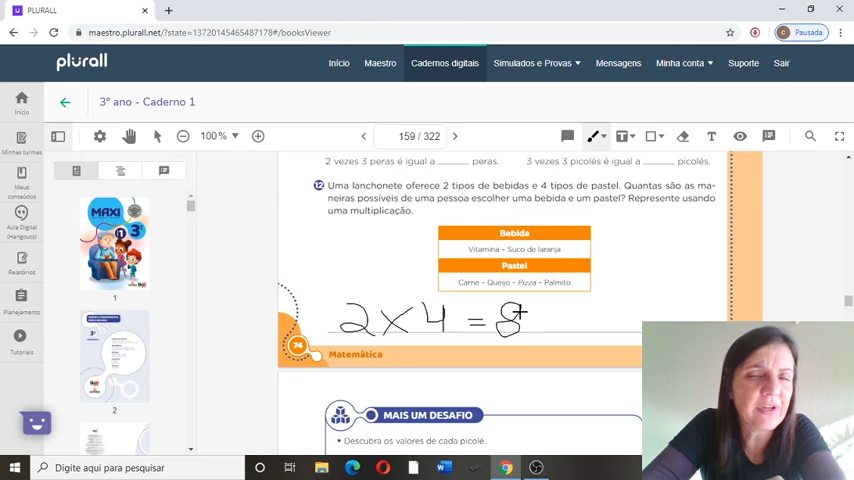 PLURALL
maestro.plurall.net/?state=13720145465487178#/booksViewer
Pausada
plurall
Início
Maestro
Cadernos digitais
Simulados e Provas
Mensagens
Minha conta
Suporte
Sair
Início
3º ano - Caderno 1
Minhas turmas
100%
159 / 322
Meus conteúdos
Aula Digital (Hangouts)
Relatórios
Planejamento
Tutoriais
MAXI
1
3º
1
2
2 vezes 3 peras é igual a ______ peras.
3 vezes 3 picolés é igual a ______ picolés.
12 Uma lanchonete oferece 2 tipos de bebidas e 4 tipos de pastel. Quantas são as ma-
neiras possíveis de uma pessoa escolher uma bebida e um pastel? Represente usando
uma multiplicação.
Bebida
Vitamina – Suco de laranja
Pastel
Carne – Queijo – Pizza – Palmito
2 x 4 = 8
74
Matemática
MAIS UM DESAFIO
• Descubra os valores de cada picolé.
Digite aqui para pesquisar